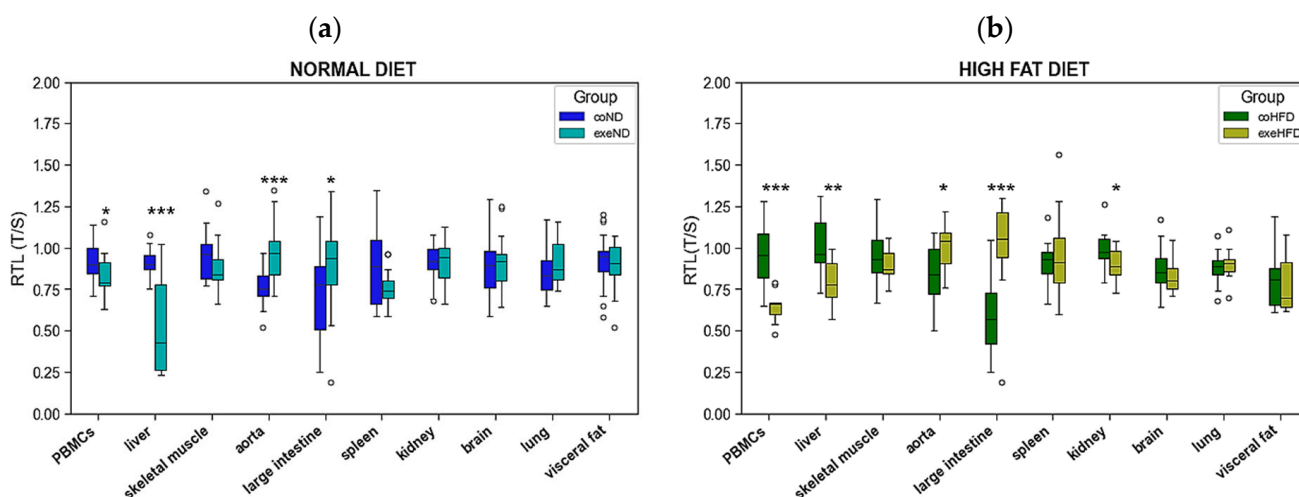 (a)
NORMAL DIET
RTL(T/S)
2.00
1.75
1.50
1.25
1.00
0.75
0.50
0.25
0.00
Group
coND
exeND
*
***
***
*
PBMCs
liver
skeletal muscle
aorta
large intestine
spleen
kidney
brain
lung
visceral fat
(b)
HIGH FAT DIET
RTL(T/S)
2.00
1.75
1.50
1.25
1.00
0.75
0.50
0.25
0.00
Group
coHFD
exeHFD
***
**
*
***
*
PBMCs
liver
skeletal muscle
aorta
large intestine
spleen
kidney
brain
lung
visceral fat